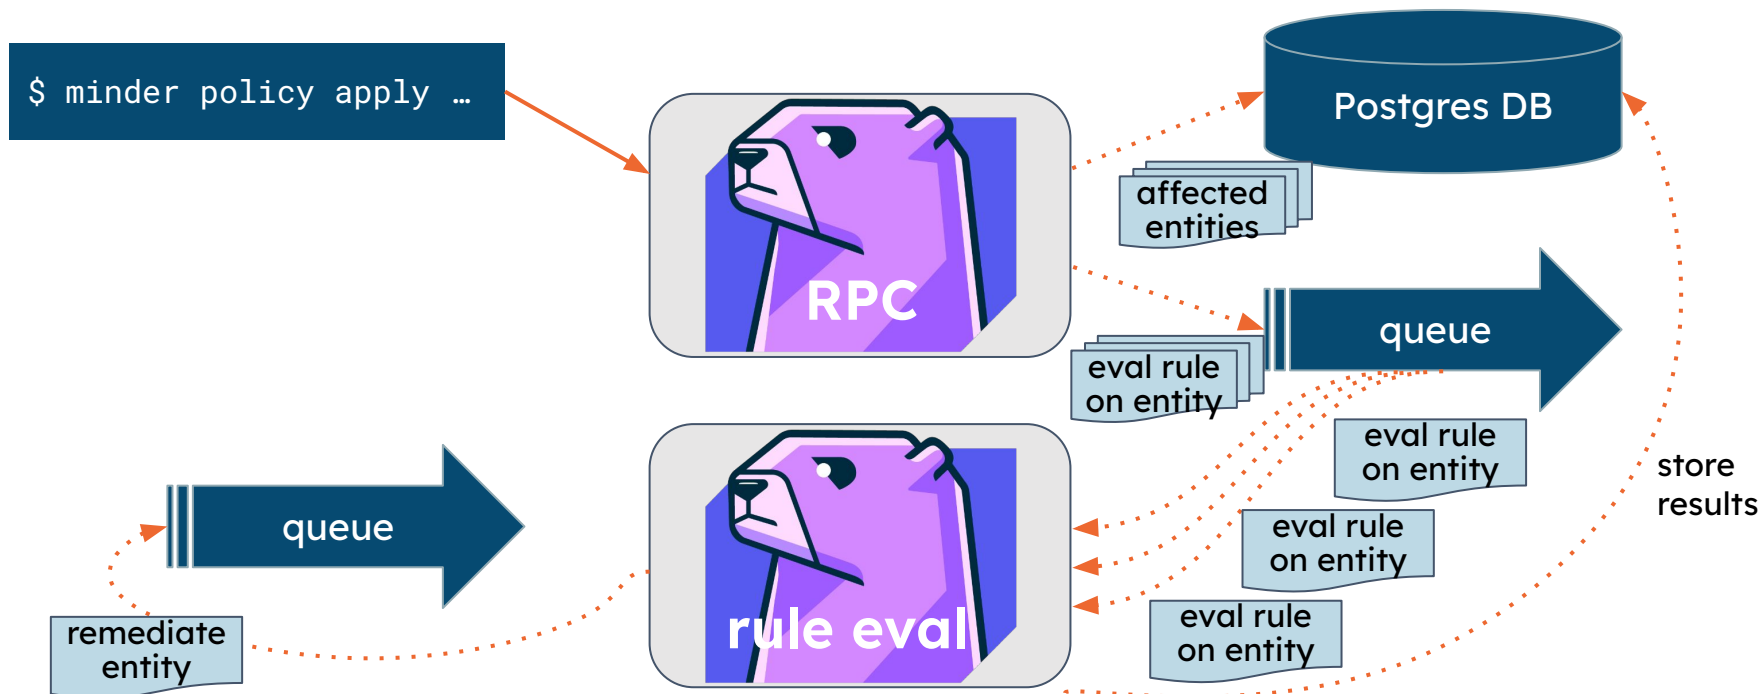 $ minder policy apply …
Postgres DB
affected
entities
RPC
queue
eval rule
on entity
eval rule
on entity
store
results
queue
eval rule
on entity
rule eval
eval rule
on entity
remediate
entity